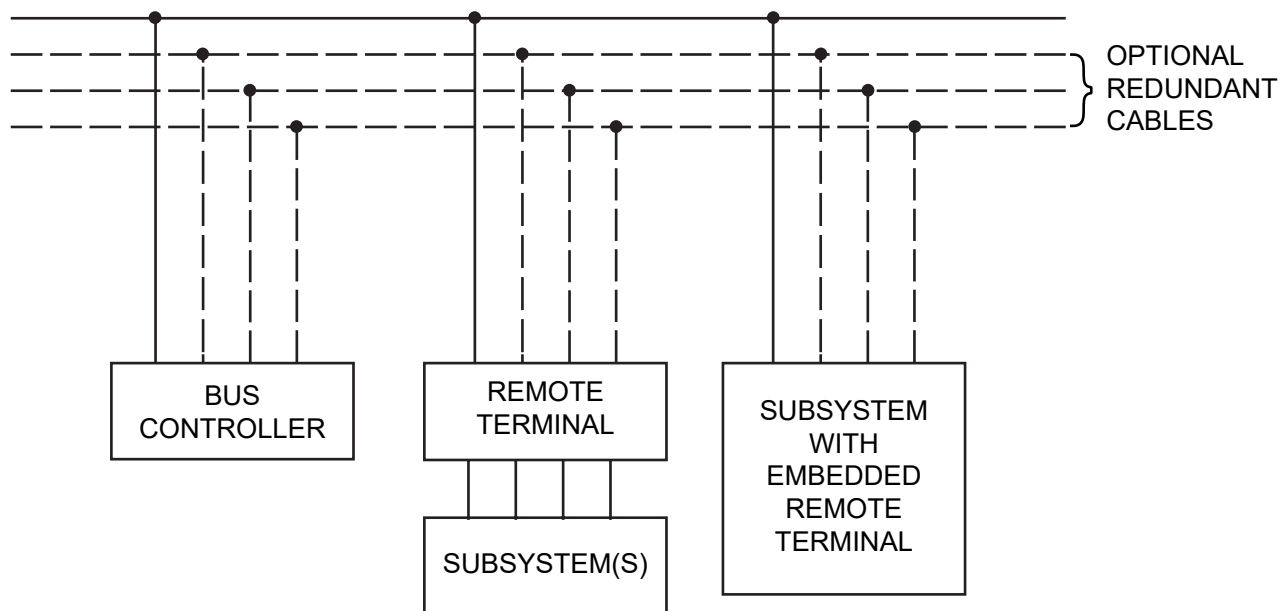 OPTIONAL
REDUNDANT
CABLES
BUS
CONTROLLER
REMOTE
TERMINAL
SUBSYSTEM(S)
SUBSYSTEM
WITH
EMBEDDED
REMOTE
TERMINAL